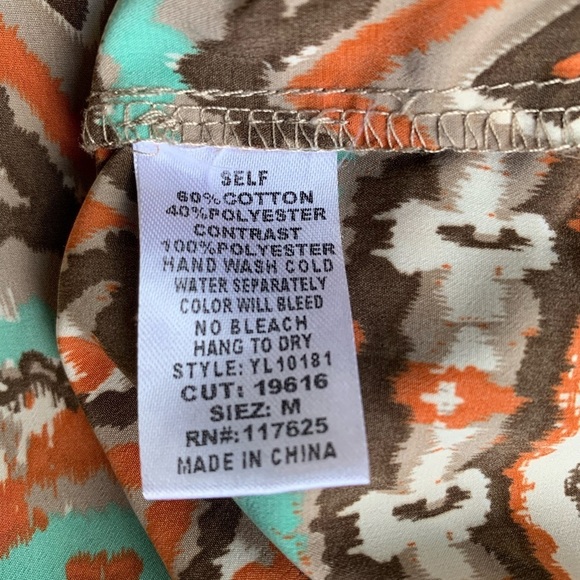 SELF
60%COTTON
40%POLYESTER
CONTRAST
100%POLYESTER
HAND WASH COLD
WATER SEPARATELY
COLOR WILL BLEED
NO BLEACH
HANG TO DRY
STYLE: YL10181
CUT: 19616
SIEZ: M
RN#:117625
MADE IN CHINA